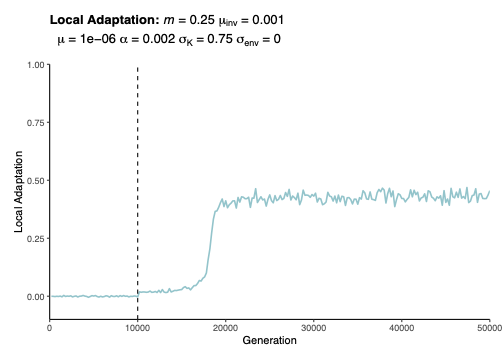 Local Adaptation: m = 0.25 μinv = 0.001
μ = 1e−06 α = 0.002 σK = 0.75 σenv = 0
1.00
0.75
0.50
0.25
0.00
Local Adaptation
0 10000 20000 30000 40000 50000
Generation